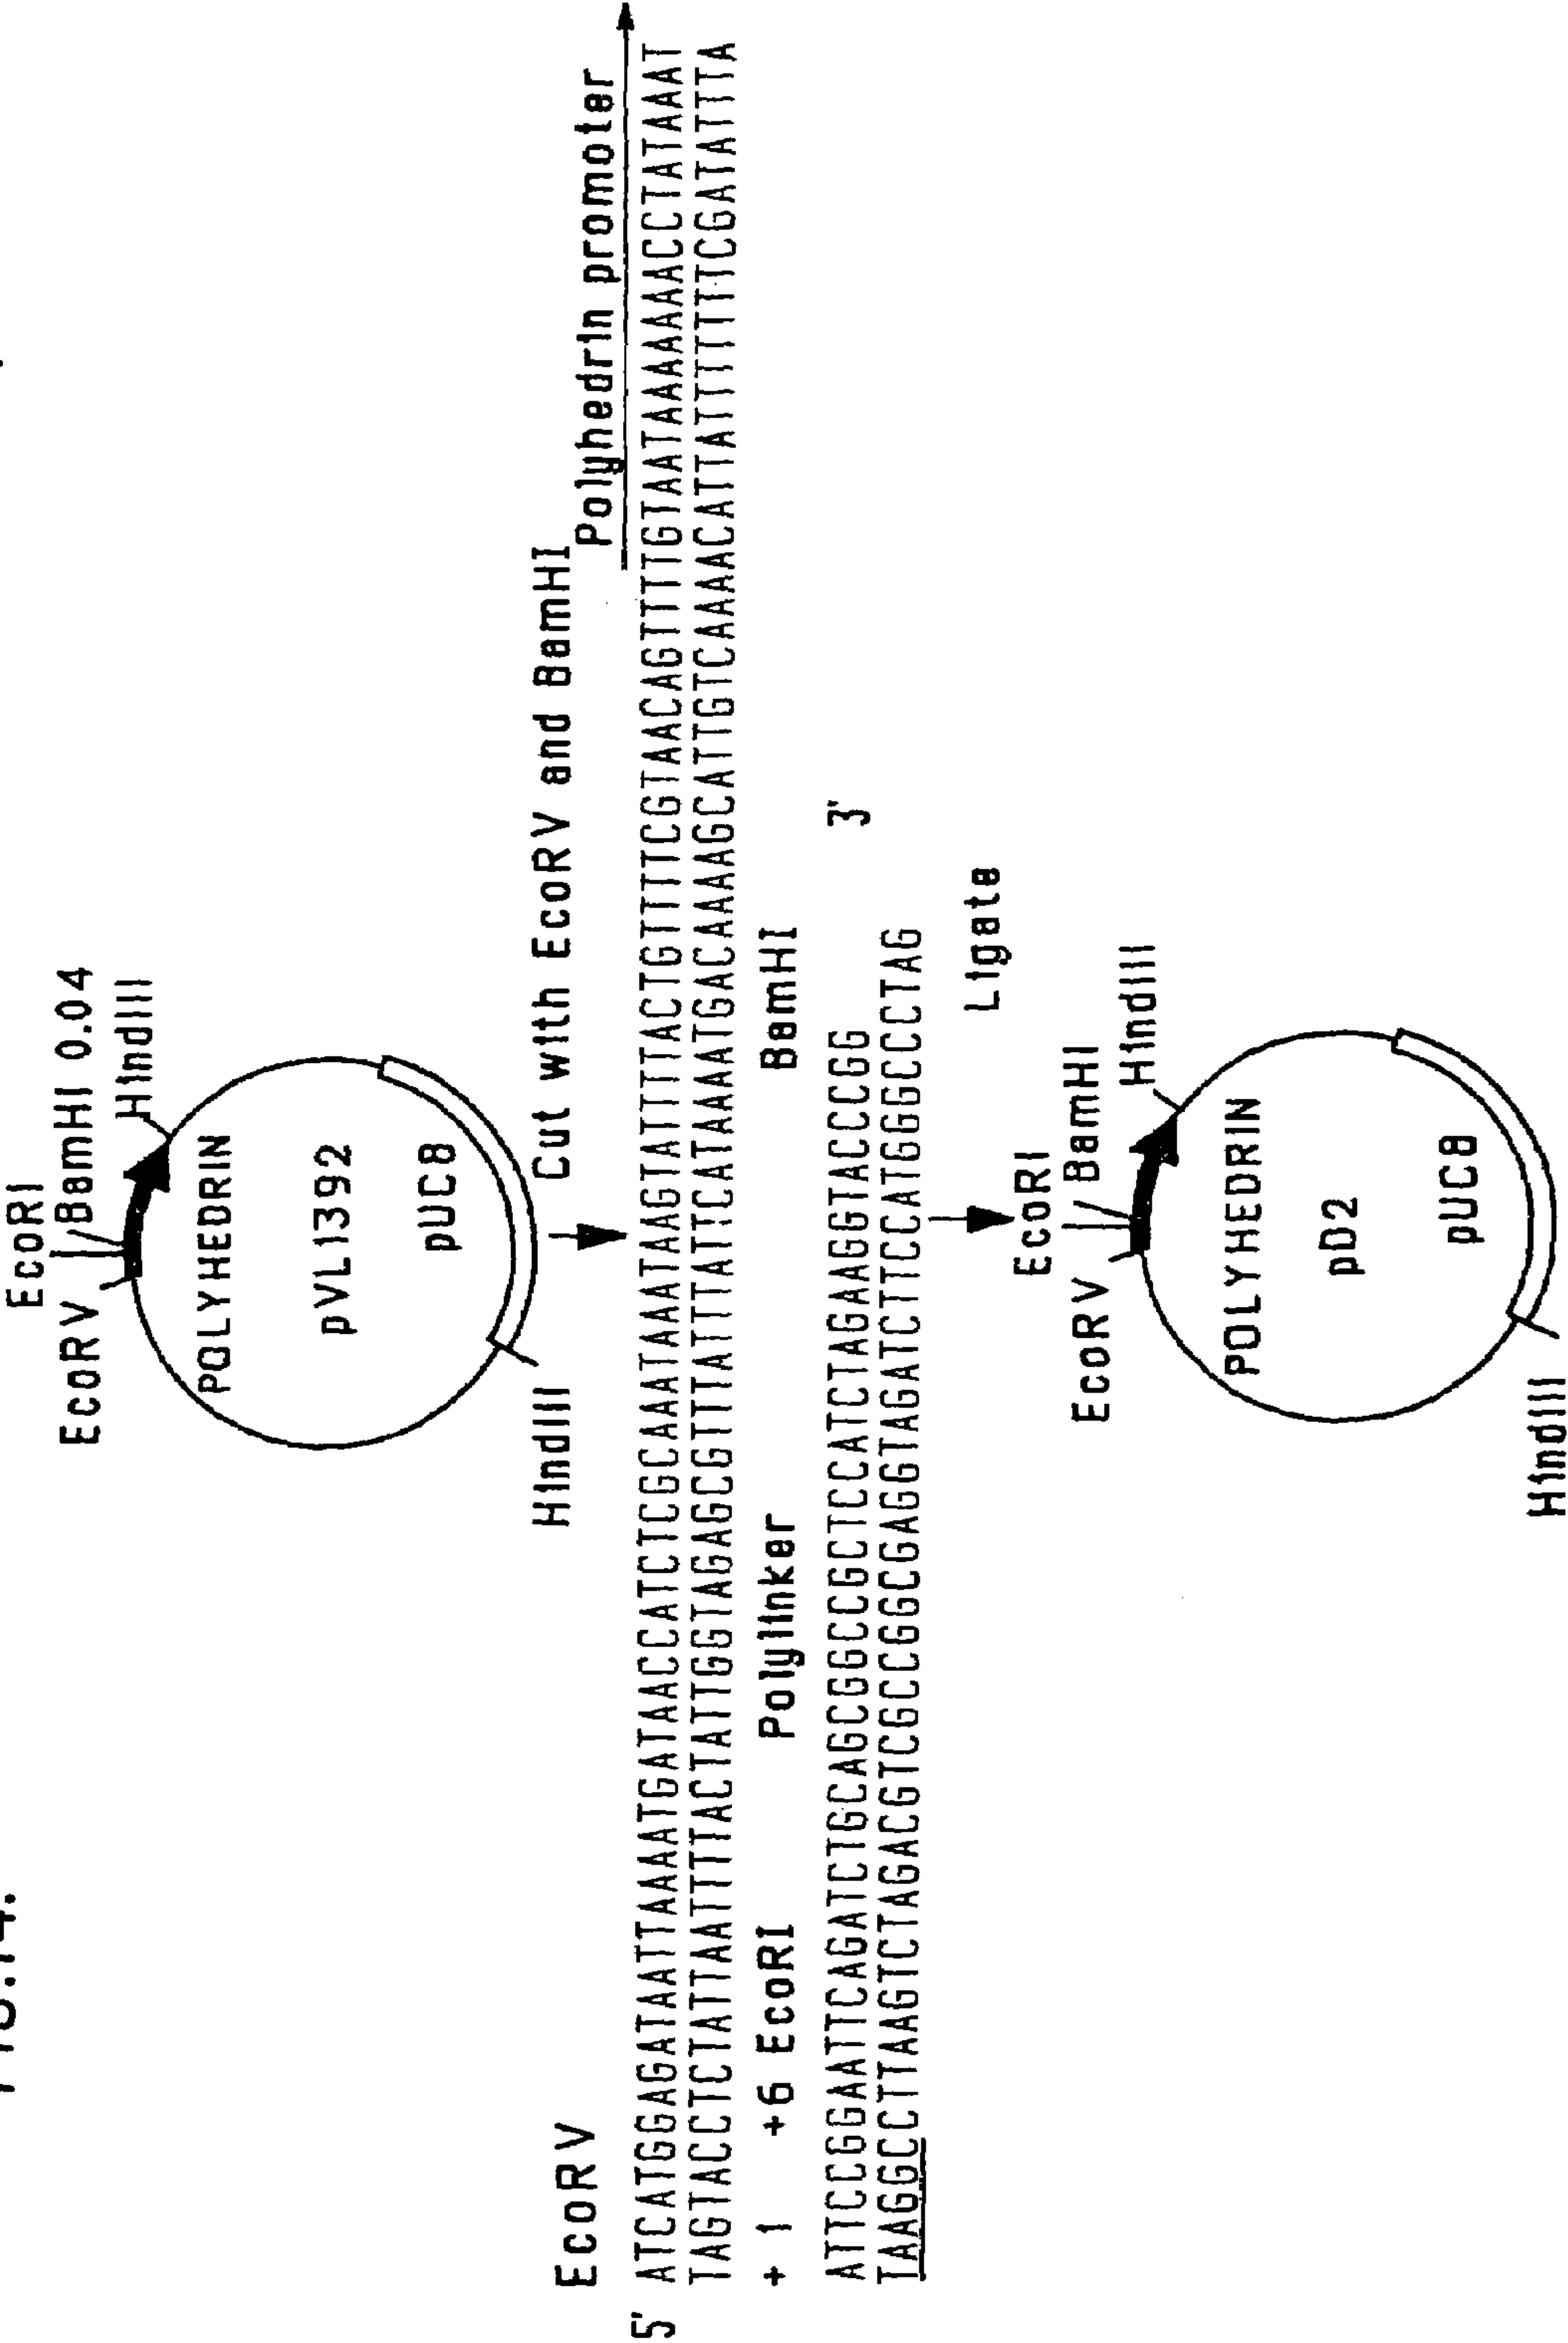 EcoRI
EcoRV
BamHI 0.04
HindIII
POLYHEDRIN
pVL1392
pUC8
HindIII
Cut with EcoRV and BamHI
EcoRV
Polyhedrin promoter
5' ATCATGGAGATAATTAAAATGATAACCATCTCGCAAATAAATAAGTATTTTACTGTTTTCGTAACAGTTTTGTAATAAAAAAACCTATAAAT
TAGTACCTCTATTAATTTTACTATTGGTAGAGCGTTTATTTATTCATAAAATGACAAAAGCATTGTCAAAACATTATTTTTTTCGATATTTA
+ 1 +6 EcoRI Polylinker BamHI
ATTCCGGAATTCAGATCTGCAGCGGCCGCTCCATCTAGAAGGTACCCGG 3'
TAAGGCCTTAAGTCTAGACGTCGCCGGCGAGGTAGATCTTCCATGGGCCCTAG
Ligate
EcoRI
EcoRV
BamHI
HindIII
POLYHEDRIN
pD2
pUC8
HindIII